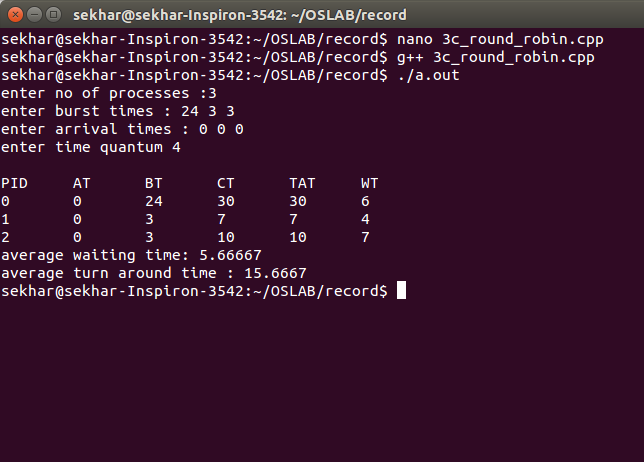 sekhar@sekhar-Inspiron-3542: ~/OSLAB/record
sekhar@sekhar-Inspiron-3542:~/OSLAB/record$ nano 3c_round_robin.cpp
sekhar@sekhar-Inspiron-3542:~/OSLAB/record$ g++ 3c_round_robin.cpp
sekhar@sekhar-Inspiron-3542:~/OSLAB/record$ ./a.out
enter no of processes :3
enter burst times : 24 3 3
enter arrival times : 0 0 0
enter time quantum 4
PID AT BT CT TAT WT
0 0 24 30 30 6
1 0 3 7 7 4
2 0 3 10 10 7
average waiting time: 5.66667
average turn around time : 15.6667
sekhar@sekhar-Inspiron-3542:~/OSLAB/record$